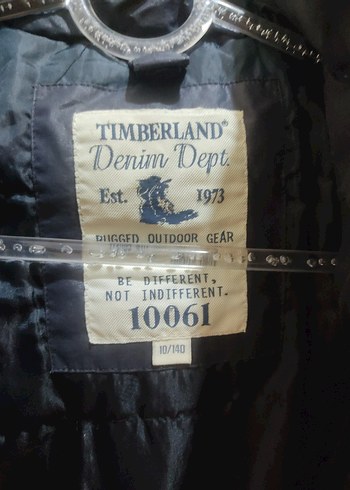 TIMBERLAND®
Denim Dept.
Est. 1973
RUGGED OUTDOOR GEAR
BE DIFFERENT,
NOT INDIFFERENT.
10061
10/140